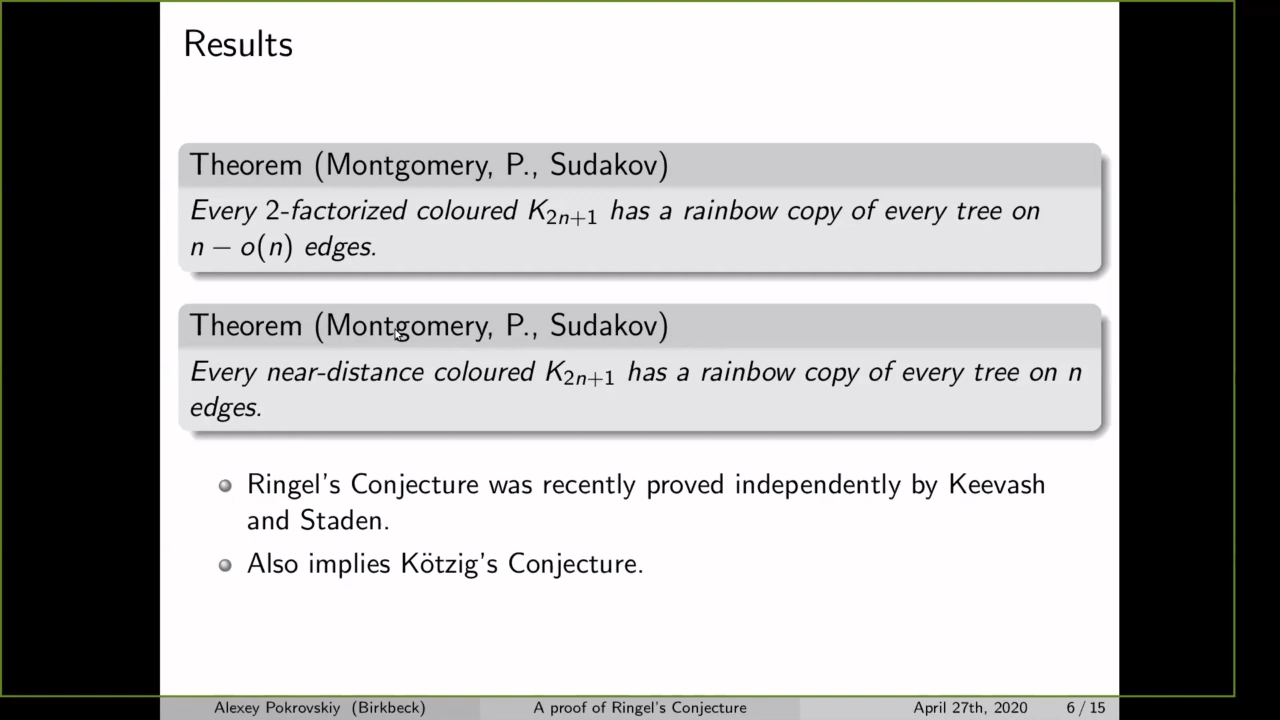 Results
Theorem (Montgomery, P., Sudakov)
Every 2-factorized coloured K₂ₙ₊₁ has a rainbow copy of every tree on
n − o(n) edges.
Theorem (Montgomery, P., Sudakov)
Every near-distance coloured K₂ₙ₊₁ has a rainbow copy of every tree on n
edges.
Ringel's Conjecture was recently proved independently by Keevash
and Staden.
Also implies Kötzig's Conjecture.
Alexey Pokrovskiy (Birkbeck) A proof of Ringel's Conjecture April 27th, 2020 6 / 15